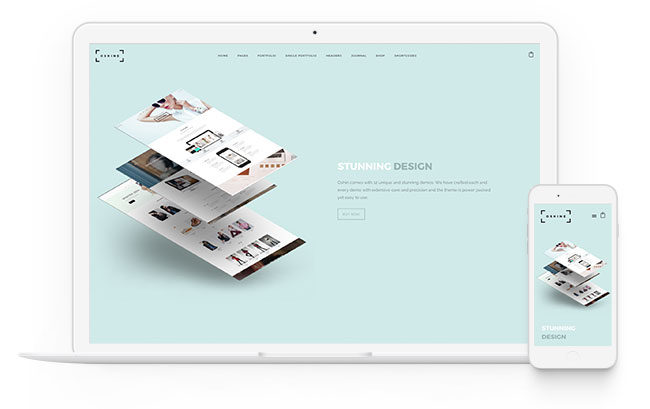 OSHINE
HOME PAGES PORTFOLIO SINGLE PORTFOLIO HEADERS JOURNAL SHOP SHORTCODES
STUNNING DESIGN
Oshin comes with 12 unique and stunning demos. We have crafted each and
every demo with extensive care and precision and the theme is power packed
yet easy to use.
BUY NOW
OSHINE
STUNNING
DESIGN